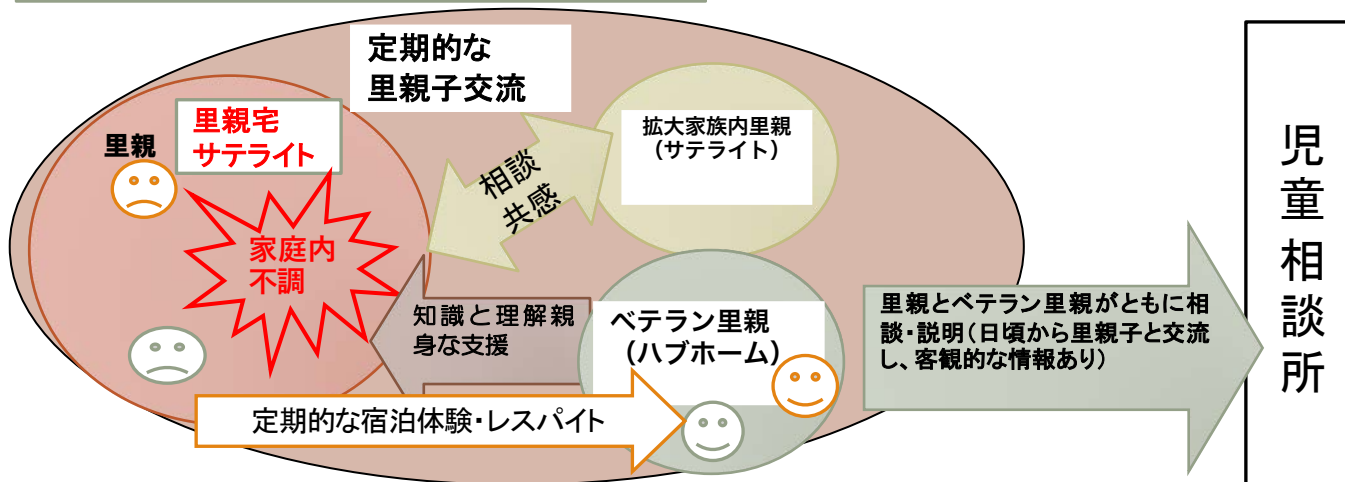 定期的な
里親子交流
里親宅
サテライト
里親
家庭内
不調
相談
共感
拡大家族内里親
（サテライト）
知識と理解親
身な支援
ベテラン里親
（ハブホーム）
定期的な宿泊体験・レスパイト
里親とベテラン里親がともに相
談・説明（日頃から里親子と交流
し、客観的な情報あり）
児童相談所